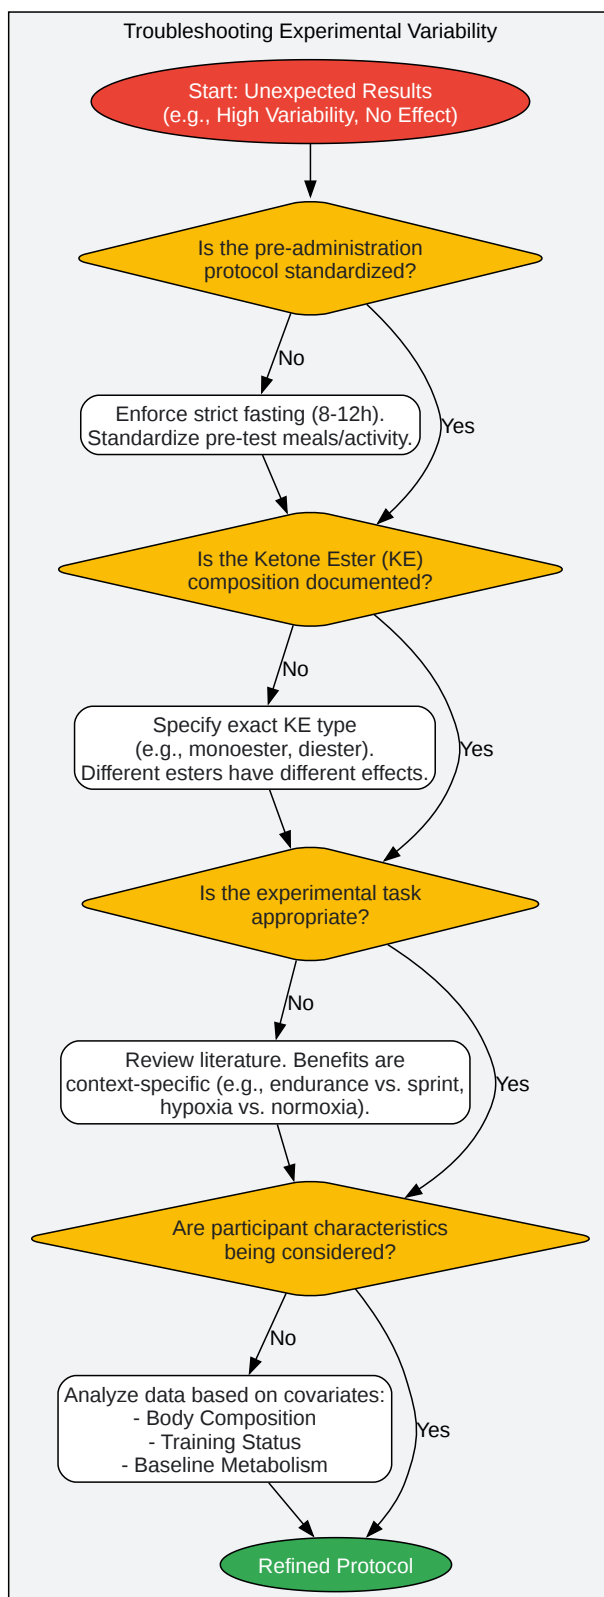 Troubleshooting Experimental Variability
Start: Unexpected Results
(e.g., High Variability, No Effect)
Is the pre-administration
protocol standardized?
No
Yes
Enforce strict fasting (8-12h).
Standardize pre-test meals/activity.
Is the Ketone Ester (KE)
composition documented?
No
Yes
Specify exact KE type
(e.g., monoester, diester).
Different esters have different effects.
Is the experimental task
appropriate?
No
Yes
Review literature. Benefits are
context-specific (e.g., endurance vs. sprint,
hypoxia vs. normoxia).
Are participant characteristics
being considered?
No
Yes
Analyze data based on covariates:
- Body Composition
- Training Status
- Baseline Metabolism
Refined Protocol